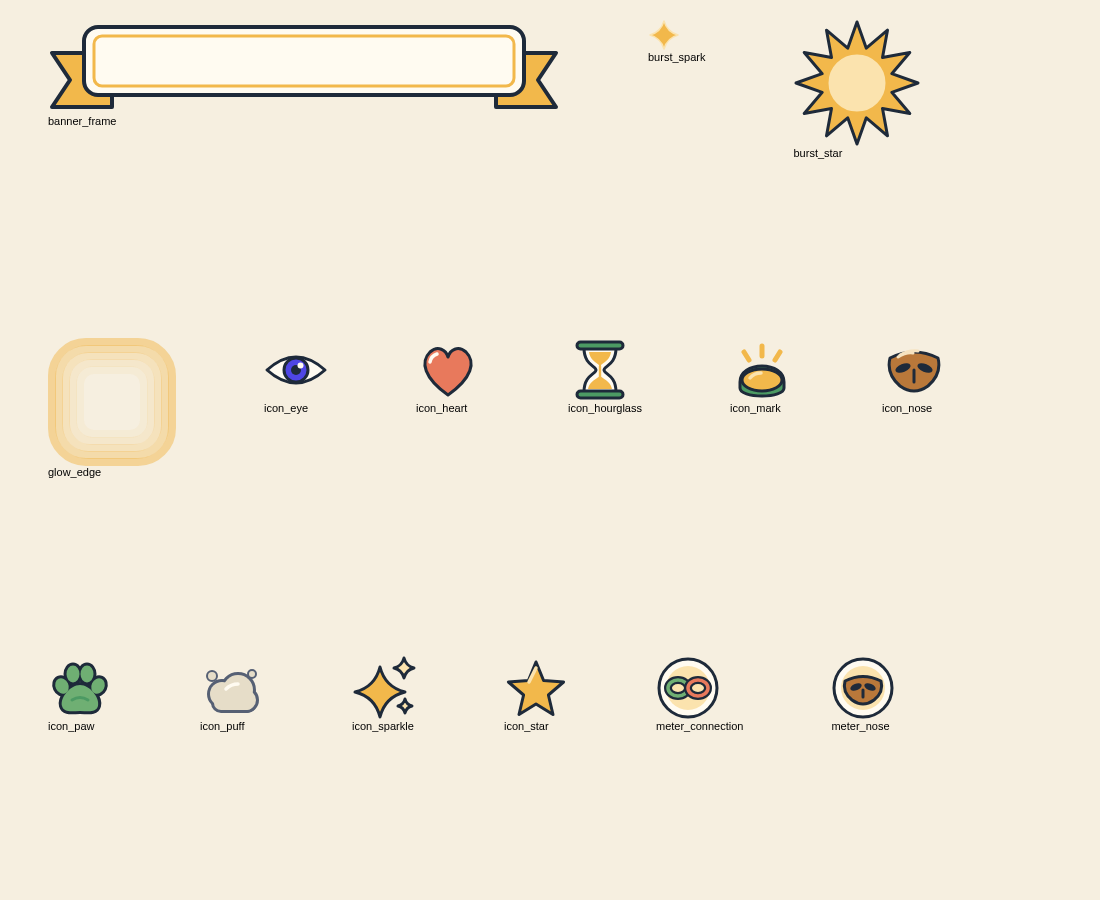 burst_spark
banner_frame
burst_star
icon_eye
icon_heart
icon_hourglass
icon_mark
icon_nose
glow_edge
icon_paw
icon_puff
icon_sparkle
icon_star
meter_connection
meter_nose